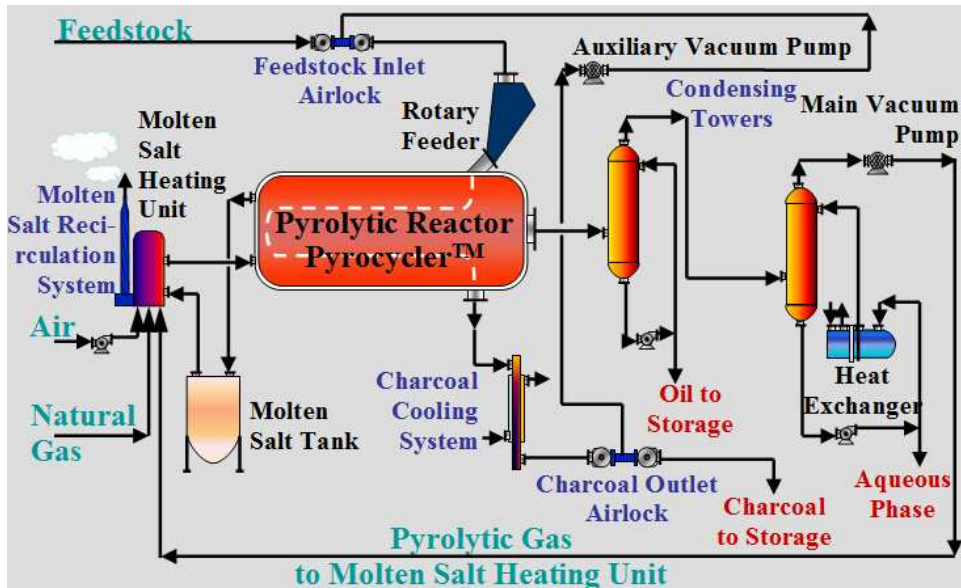 Feedstock
Feedstock Inlet
Airlock
Auxiliary Vacuum Pump
Condensing
Towers
Main Vacuum
Pump
Rotary
Feeder
Molten
Salt
Heating
Unit
Molten
Salt Reci-
rculation
System
Pyrolytic Reactor
Pyrocycler™
Air
Natural
Gas
Molten
Salt Tank
Charcoal
Cooling
System
Oil to
Storage
Heat
Exchanger
Charcoal Outlet
Airlock
Charcoal
to Storage
Aqueous
Phase
Pyrolytic Gas
to Molten Salt Heating Unit